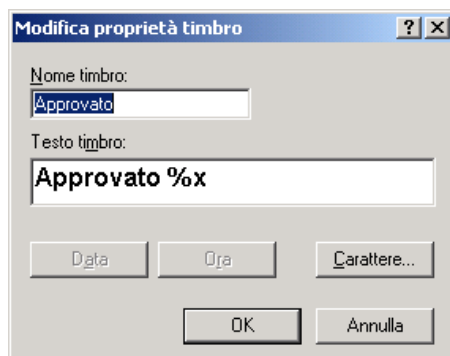 Modifica proprietà timbro
Nome timbro:
Approvato
Testo timbro:
Approvato %x
Data Ora Carattere...
OK Annulla